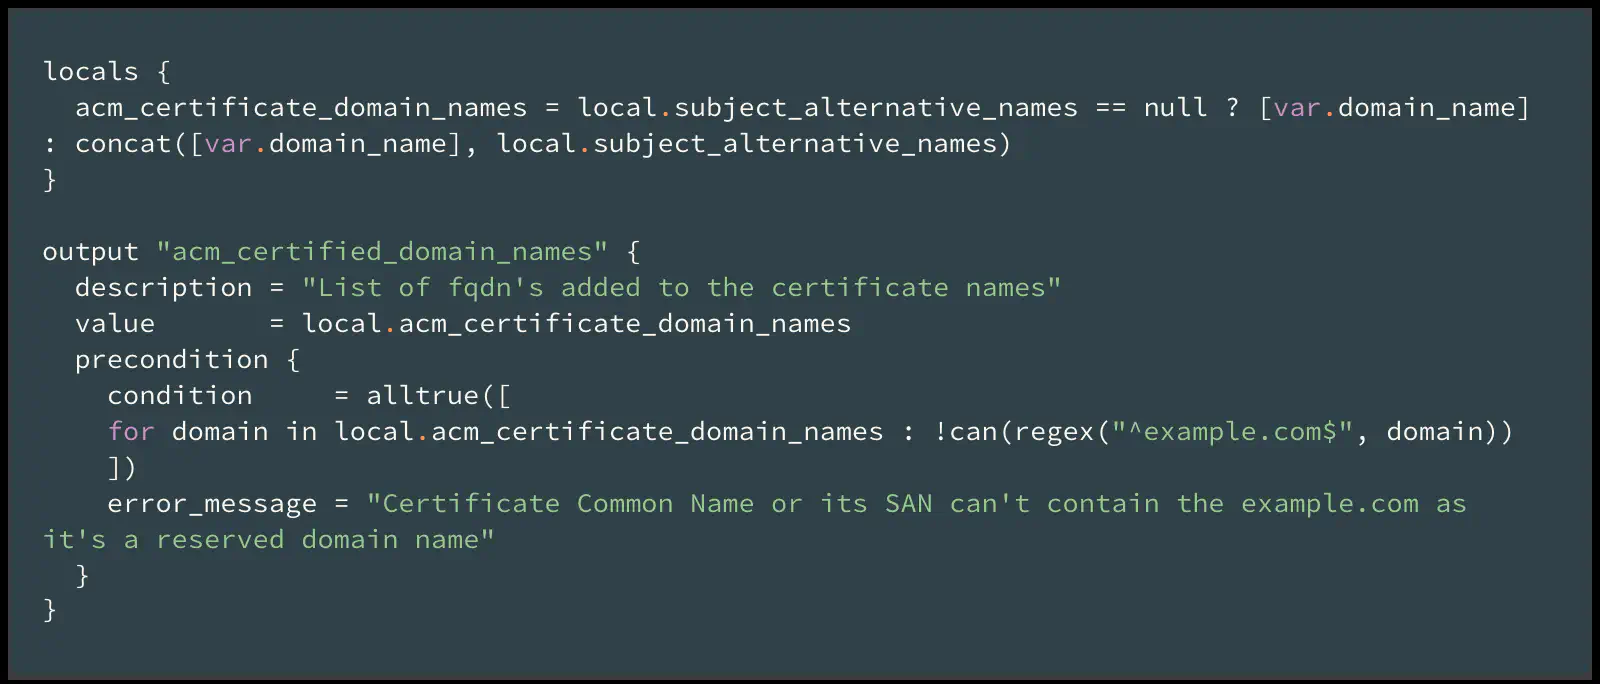 locals {
  acm_certificate_domain_names = local.subject_alternative_names == null ? [var.domain_name]
: concat([var.domain_name], local.subject_alternative_names)
}

output "acm_certified_domain_names" {
  description = "List of fqdn's added to the certificate names"
  value       = local.acm_certificate_domain_names
  precondition {
    condition     = alltrue([
    for domain in local.acm_certificate_domain_names : !can(regex("^example.com$", domain))
    ])
    error_message = "Certificate Common Name or its SAN can't contain the example.com as
it's a reserved domain name"
  }
}